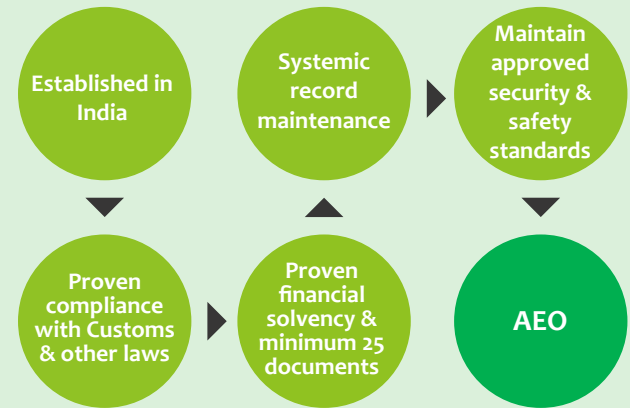 Established in
India
Proven
compliance
with Customs
& other laws
Proven
financial
solvency &
minimum 25
documents
Systemic
record
maintenance
Maintain
approved
security &
safety
standards
AEO